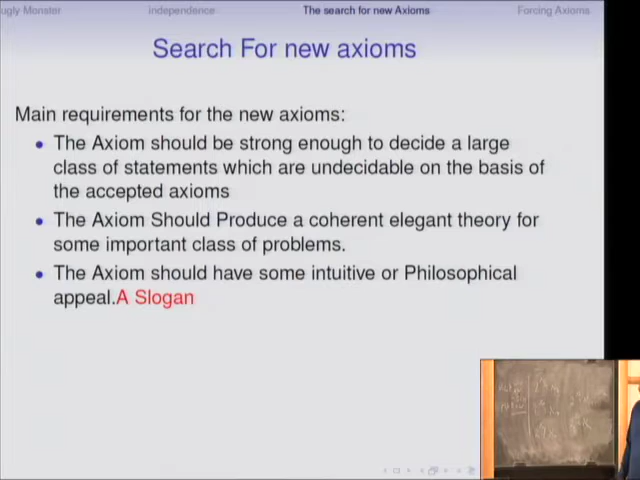 ugly Monster Independence The search for new Axioms Forcing Axioms
Search For new axioms
Main requirements for the new axioms:
The Axiom should be strong enough to decide a large
class of statements which are undecidable on the basis of
the accepted axioms
The Axiom Should Produce a coherent elegant theory for
some important class of problems.
The Axiom should have some intuitive or Philosophical
appeal.A Slogan